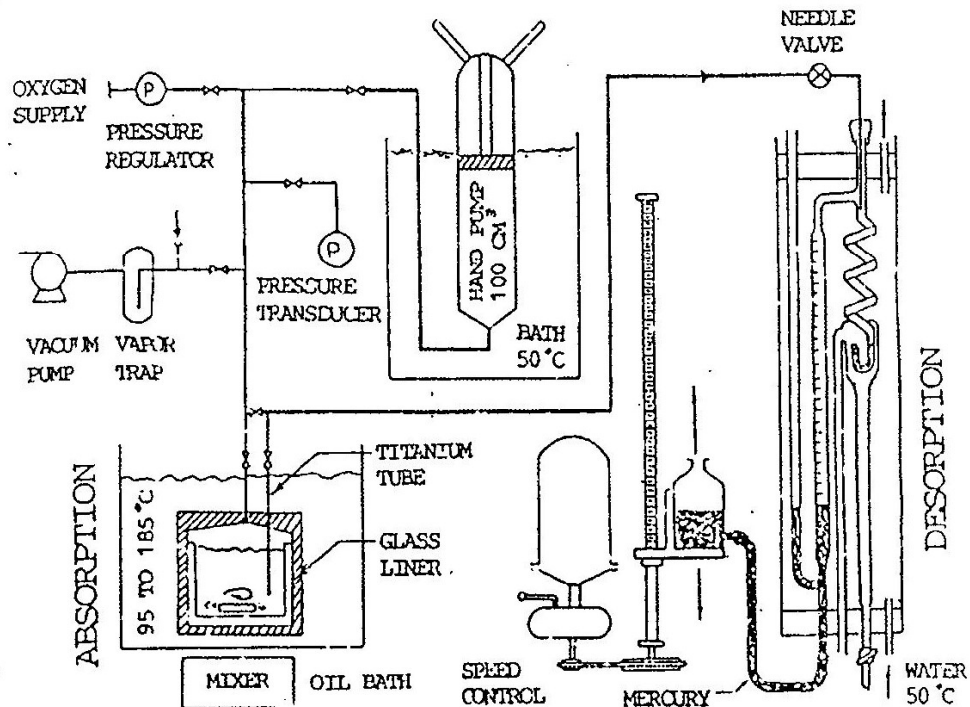 NEEDLE
VALVE
OXYGEN
SUPPLY
P
PRESSURE
REGULATOR
HAND PUMP
100 CM³
P
PRESSURE
TRANSDUCER
VACUUM
PUMP
VAPOR
TRAP
BATH
50°C
ABSORPTION
95 TO 185°C
TITANIUM
TUBE
GLASS
LINER
MIXER
OIL BATH
SPEED
CONTROL
MERCURY
DESORPTION
WATER
50°C